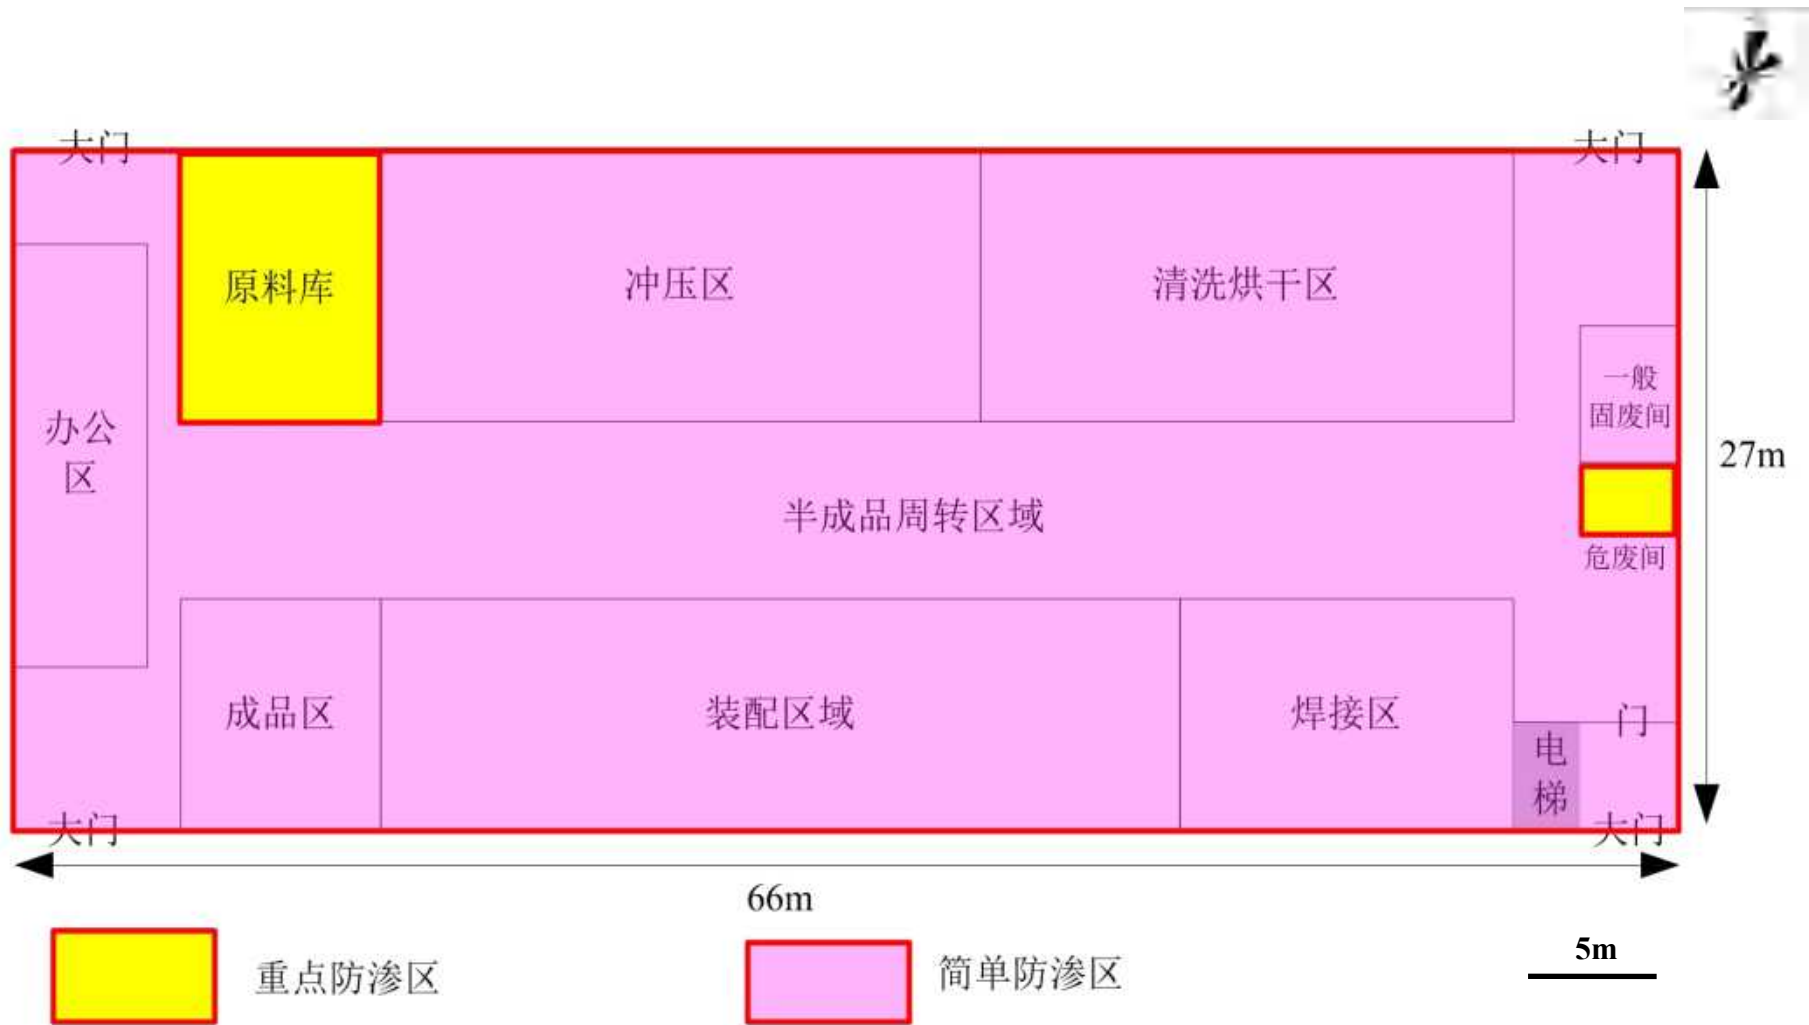 大门
大门
原料库
冲压区
清洗烘干区
一般
固废间
办公
区
27m
半成品周转区域
危废间
成品区
装配区域
焊接区
门
电
梯
大门
大门
66m
5m
重点防渗区
简单防渗区